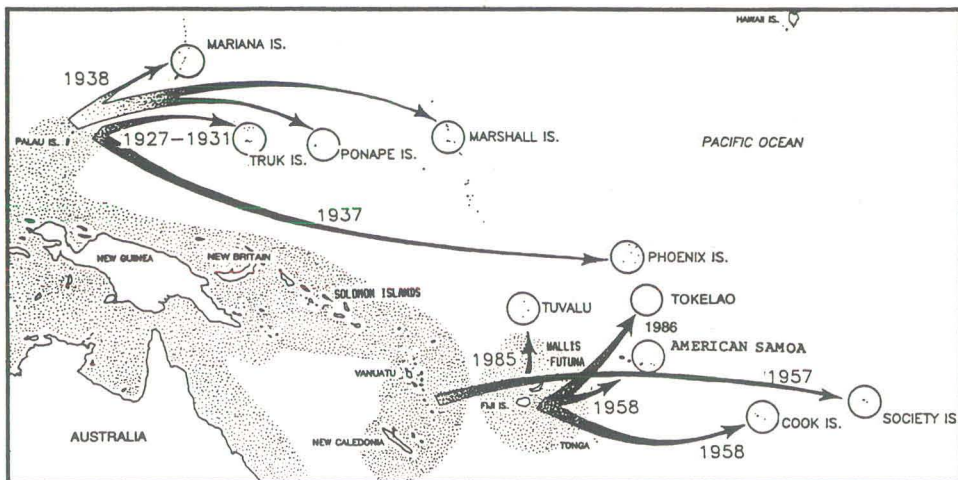 HAWAII IS.
MARIANA IS.
1938
PALAU IS.
1927–1931
TRUK IS.
PONAPE IS.
MARSHALL IS.
PACIFIC OCEAN
1937
PHOENIX IS.
NEW GUINEA
NEW BRITAIN
SOLOMON ISLANDS
TUVALU
TOKELAO
1986
WALLIS
FUTUNA
AMERICAN SAMOA
1985
1957
VANUATU
FIJI IS.
1958
SOCIETY IS
COOK IS.
AUSTRALIA
NEW CALEDONIA
TONGA
1958